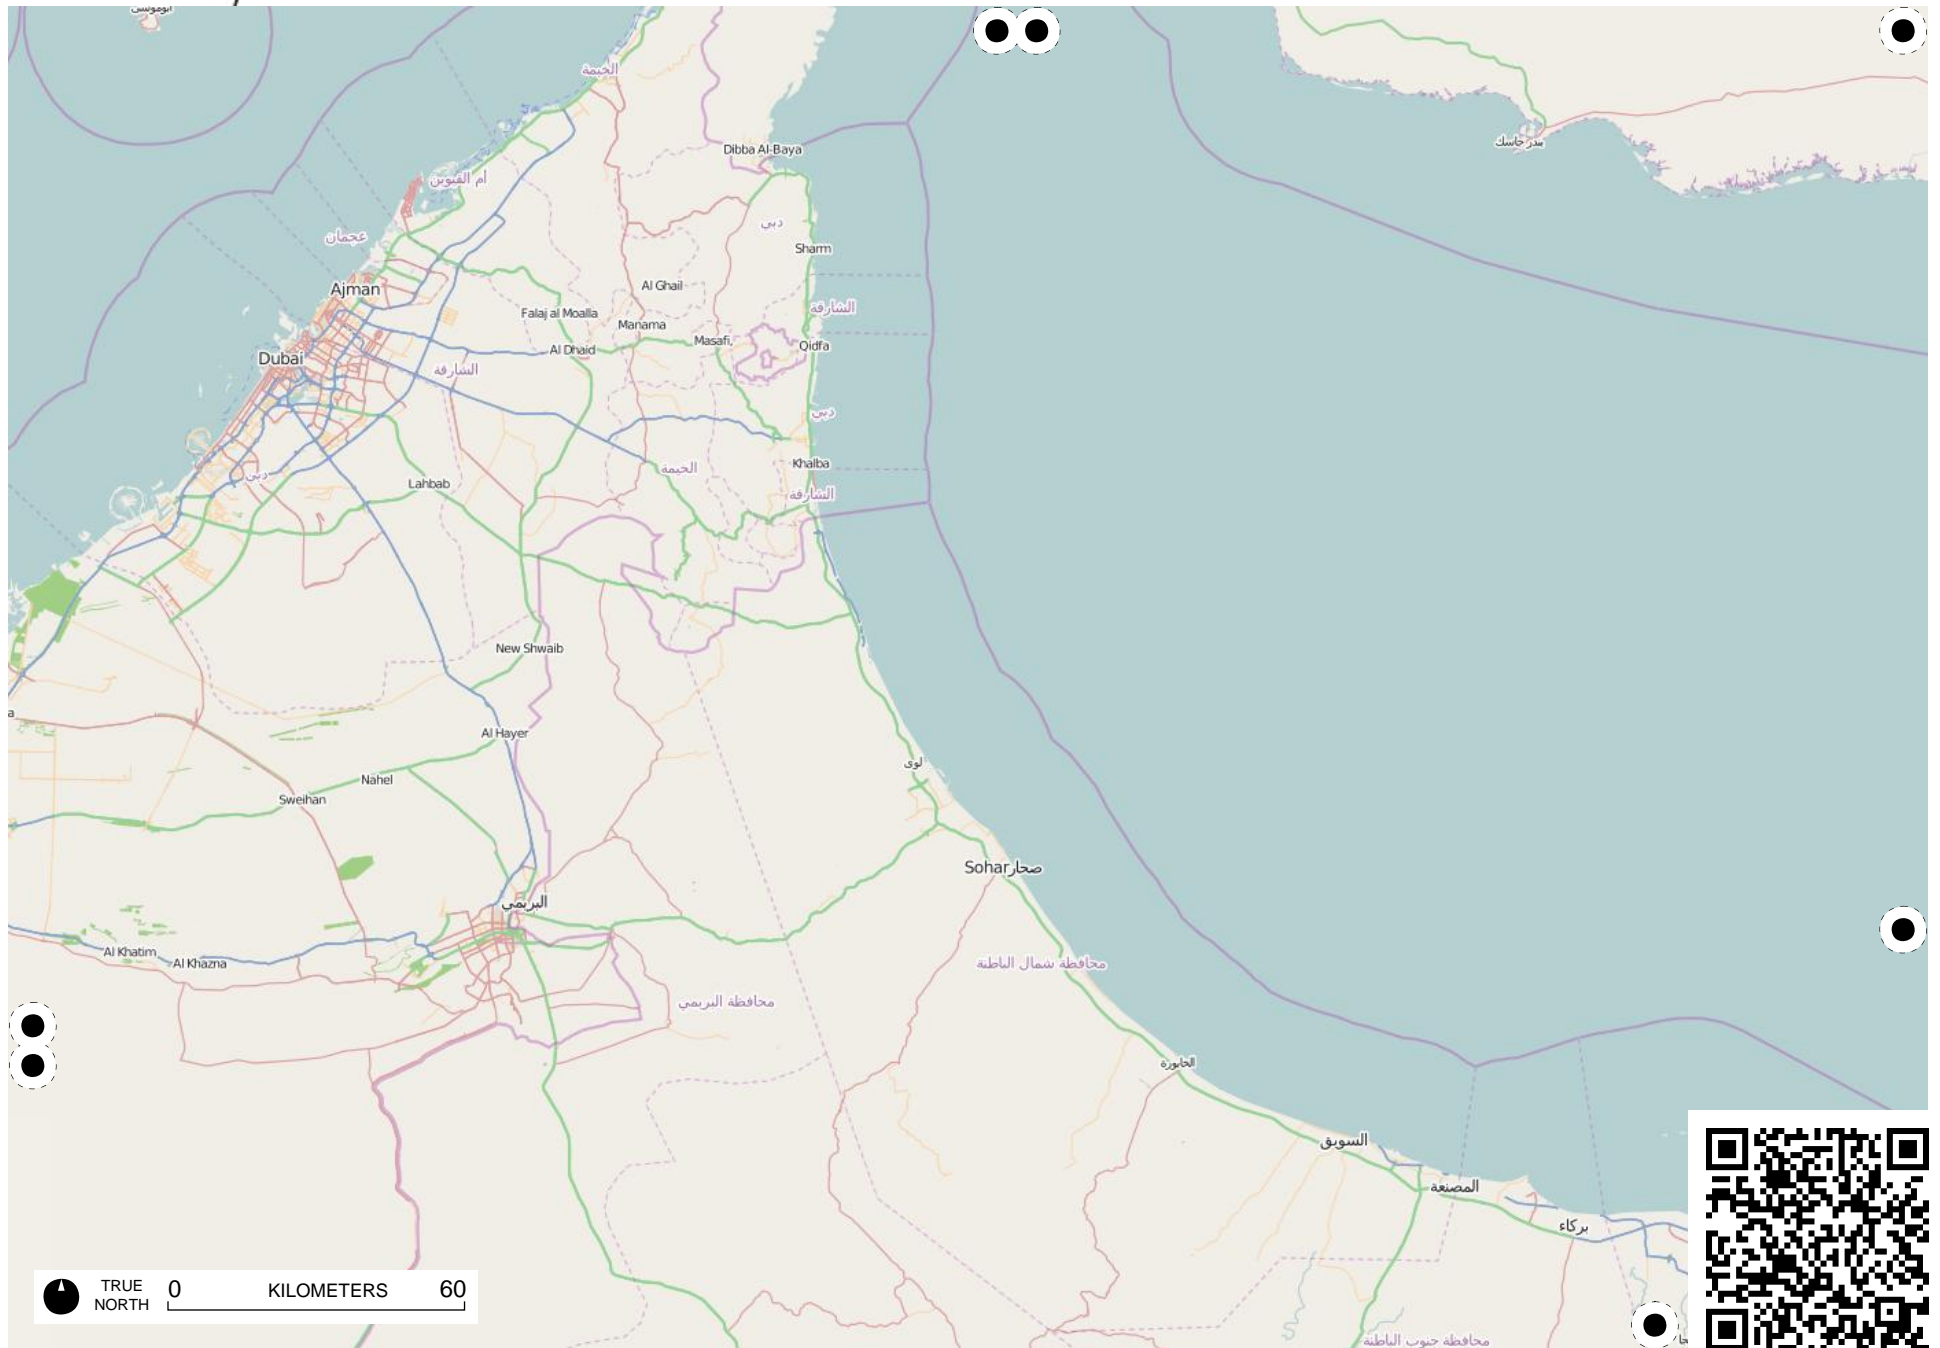 أبوموسى
الخيمة
بندر جاسك
Dibba Al-Baya
أم القيوين
دبي
عجمان
Sharm
Al Ghail
Ajman
الشارقة
Falaj al Moalla
Manama
Masafi,
Qidfa
Al Dhaid
Dubai
الشارقة
دبي
Khalba
الخيمة
دبي
Lahbab
الشارقة
New Shwaib
a
Al Hayer
لوى
Nahel
Sweihan
Soharصحار
البريمي
Al Khatim
Al Khazna
محافظة شمال الباطنة
محافظة البريمي
الخابورة
السويق
المصنعة
بركاء
TRUE NORTH 0 KILOMETERS 60
محافظة جنوب الباطنة